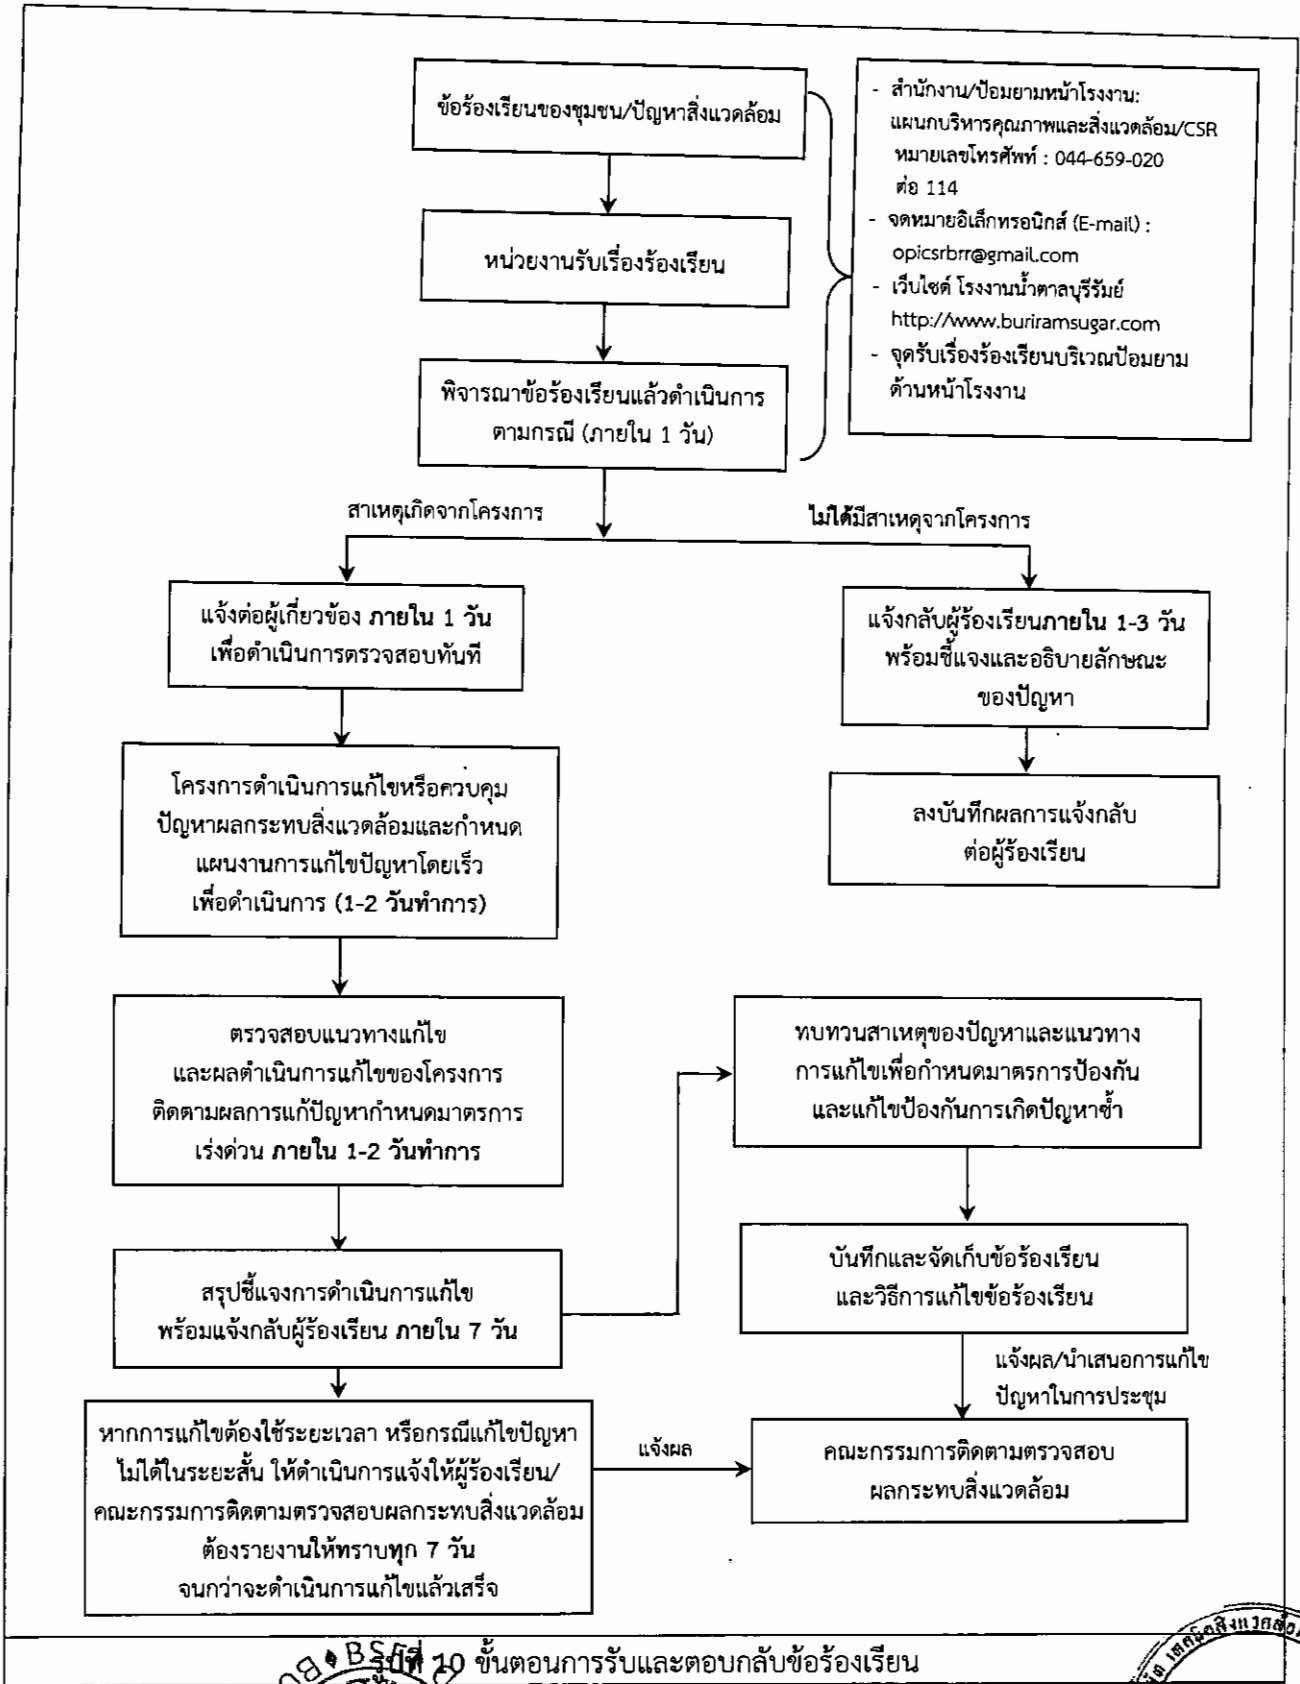 ข้อร้องเรียนของชุมชน/ปัญหาสิ่งแวดล้อม
- สำนักงาน/ป้อมยามหน้าโรงงาน:
แผนกบริหารคุณภาพและสิ่งแวดล้อม/CSR
หมายเลขโทรศัพท์ : 044-659-020
ต่อ 114
- จดหมายอิเล็กทรอนิกส์ (E-mail) :
opicsrbrr@gmail.com
- เว็บไซต์ โรงงานน้ำตาลบุรีรัมย์
http://www.buriramsugar.com
- จุดรับเรื่องร้องเรียนบริเวณป้อมยาม
ด้านหน้าโรงงาน
หน่วยงานรับเรื่องร้องเรียน
พิจารณาข้อร้องเรียนแล้วดำเนินการ
ตามกรณี (ภายใน 1 วัน)
สาเหตุเกิดจากโครงการ
ไม่ได้มีสาเหตุจากโครงการ
แจ้งต่อผู้เกี่ยวข้อง ภายใน 1 วัน
เพื่อดำเนินการตรวจสอบทันที
แจ้งกลับผู้ร้องเรียนภายใน 1-3 วัน
พร้อมชี้แจงและอธิบายลักษณะ
ของปัญหา
โครงการดำเนินการแก้ไขหรือควบคุม
ปัญหาผลกระทบสิ่งแวดล้อมและกำหนด
แผนงานการแก้ไขปัญหาโดยเร็ว
เพื่อดำเนินการ (1-2 วันทำการ)
ลงบันทึกผลการแจ้งกลับ
ต่อผู้ร้องเรียน
ตรวจสอบแนวทางแก้ไข
และผลดำเนินการแก้ไขของโครงการ
ติดตามผลการแก้ปัญหากำหนดมาตรการ
เร่งด่วน ภายใน 1-2 วันทำการ
ทบทวนสาเหตุของปัญหาและแนวทาง
การแก้ไขเพื่อกำหนดมาตรการป้องกัน
และแก้ไขป้องกันการเกิดปัญหาซ้ำ
สรุปชี้แจงการดำเนินการแก้ไข
พร้อมแจ้งกลับผู้ร้องเรียน ภายใน 7 วัน
บันทึกและจัดเก็บข้อร้องเรียน
และวิธีการแก้ไขข้อร้องเรียน
แจ้งผล/นำเสนอการแก้ไข
ปัญหาในการประชุม
หากการแก้ไขต้องใช้ระยะเวลา หรือกรณีแก้ไขปัญหา
ไม่ได้ในระยะสั้น ให้ดำเนินการแจ้งให้ผู้ร้องเรียน/
คณะกรรมการติดตามตรวจสอบผลกระทบสิ่งแวดล้อม
ต้องรายงานให้ทราบทุก 7 วัน
จนกว่าจะดำเนินการแก้ไขแล้วเสร็จ
แจ้งผล
คณะกรรมการติดตามตรวจสอบ
ผลกระทบสิ่งแวดล้อม
รูปที่ 10 ขั้นตอนการรับและตอบกลับข้อร้องเรียน